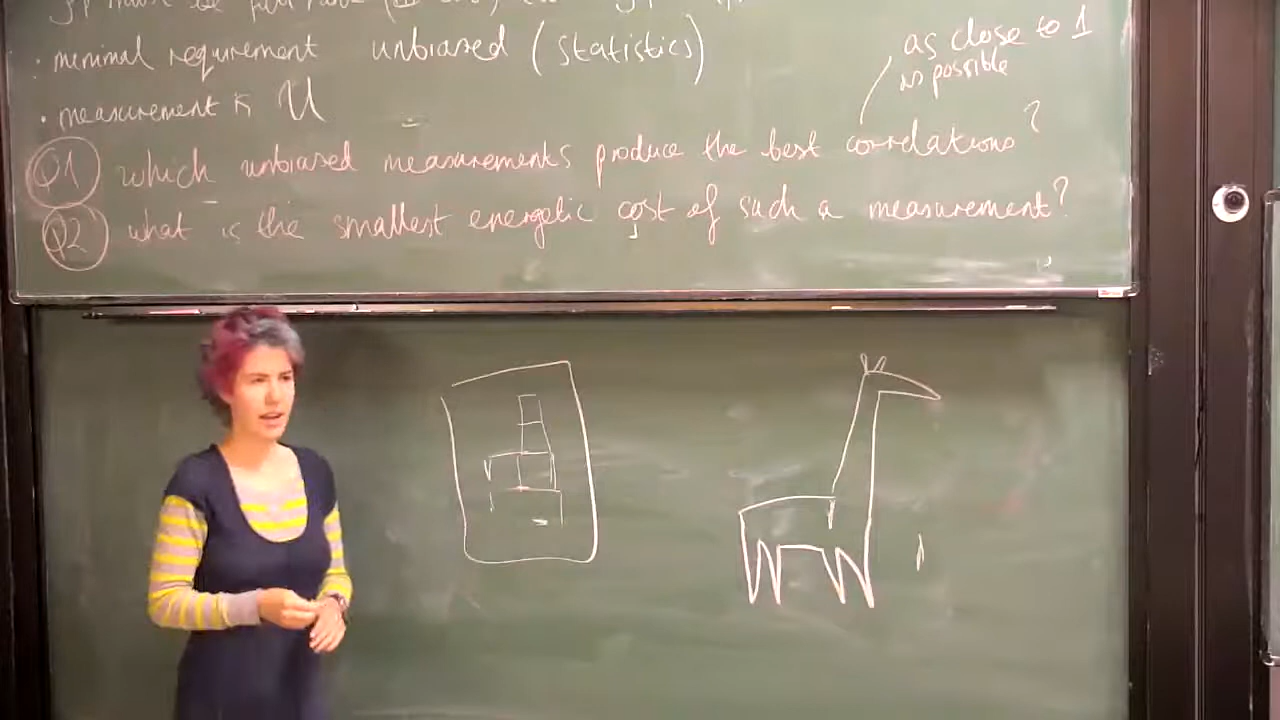 · minimal requirement unbiased (statistics)
as close to 1
as possible
· measurement is U
Q1 which unbiased measurements produce the best correlations?
Q2 what is the smallest energetic cost of such a measurement?